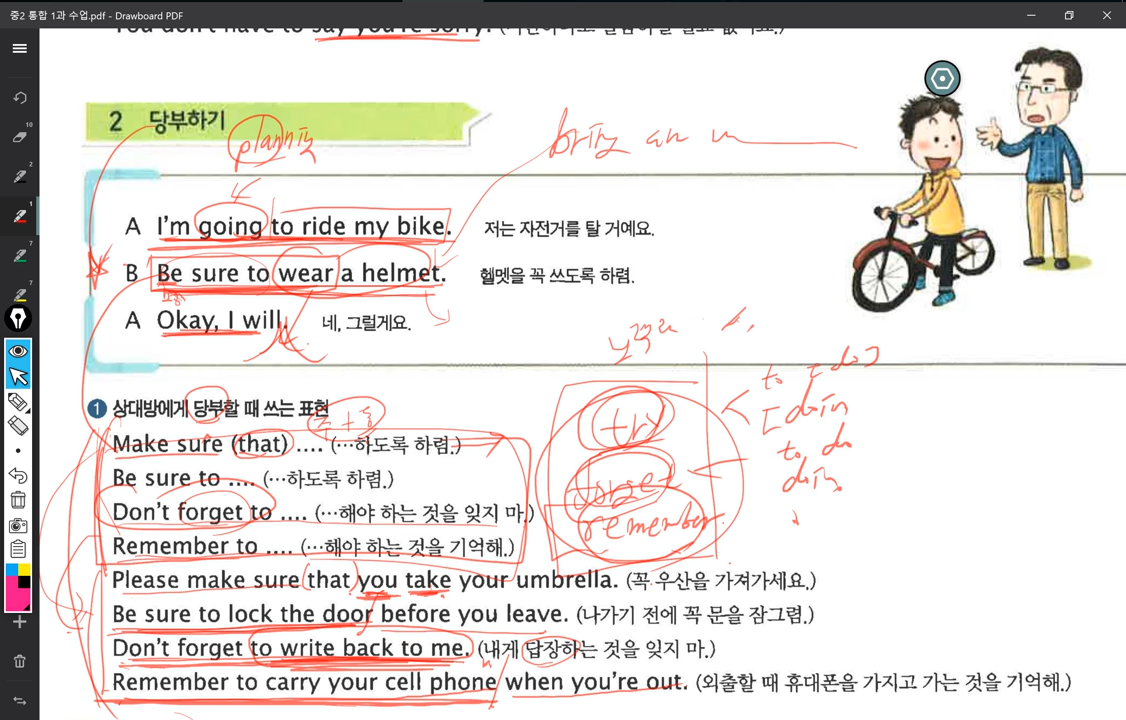 중2 통합 1과 수업.pdf - Drawboard PDF
You don't have to say you're sorry.
2 당부하기
planning
bring an
A I'm going to ride my bike. 저는 자전거를 탈 거예요.
B Be sure to wear a helmet. 헬멧을 꼭 쓰도록 하렴.
A Okay, I will. 네, 그럴게요.
1 상대방에게 당부할 때 쓰는 표현
주+동
Make sure (that) .... (…하도록 하렴.)
Be sure to .... (…하도록 하렴.)
Don't forget to .... (…해야 하는 것을 잊지 마.)
Remember to .... (…해야 하는 것을 기억해.)
try
forget
remember
to do
doing
to do
doing
Please make sure that you take your umbrella. (꼭 우산을 가져가세요.)
Be sure to lock the door before you leave. (나가기 전에 꼭 문을 잠그렴.)
Don't forget to write back to me. (내게 답장하는 것을 잊지 마.)
Remember to carry your cell phone when you're out. (외출할 때 휴대폰을 가지고 가는 것을 기억해.)